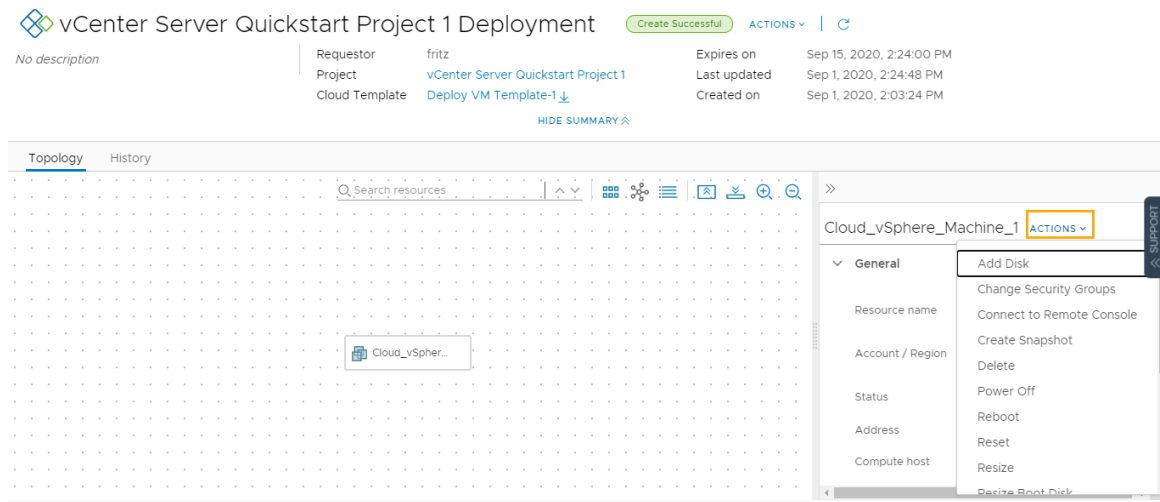 vCenter Server Quickstart Project 1 Deployment Create Successful ACTIONS
No description Requestor fritz Expires on Sep 15, 2020, 2:24:00 PM
Project vCenter Server Quickstart Project 1 Last updated Sep 1, 2020, 2:24:48 PM
Cloud Template Deploy VM Template-1 Created on Sep 1, 2020, 2:03:24 PM
HIDE SUMMARY
Topology History
Search resources
Cloud_vSpher...
Cloud_vSphere_Machine_1 ACTIONS
SUPPORT
General
Resource name
Account / Region
Status
Address
Compute host
Add Disk
Change Security Groups
Connect to Remote Console
Create Snapshot
Delete
Power Off
Reboot
Reset
Resize
Resize Boot Disk